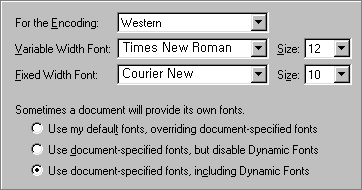 For the Encoding: Western
Variable Width Font: Times New Roman Size: 12
Fixed Width Font: Courier New Size: 10
Sometimes a document will provide its own fonts.
Use my default fonts, overriding document-specified fonts
Use document-specified fonts, but disable Dynamic Fonts
Use document-specified fonts, including Dynamic Fonts